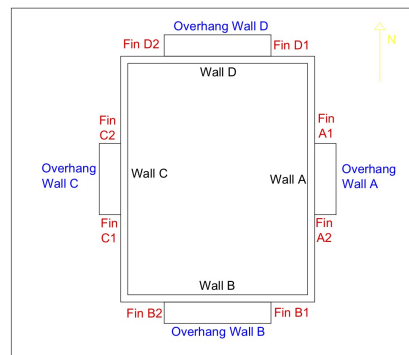 Overhang Wall D
Fin D2
Fin D1
Wall D
N
Fin
C2
Fin
A1
Overhang
Wall C
Wall C
Wall A
Overhang
Wall A
Fin
C1
Fin
A2
Wall B
Fin B2
Fin B1
Overhang Wall B